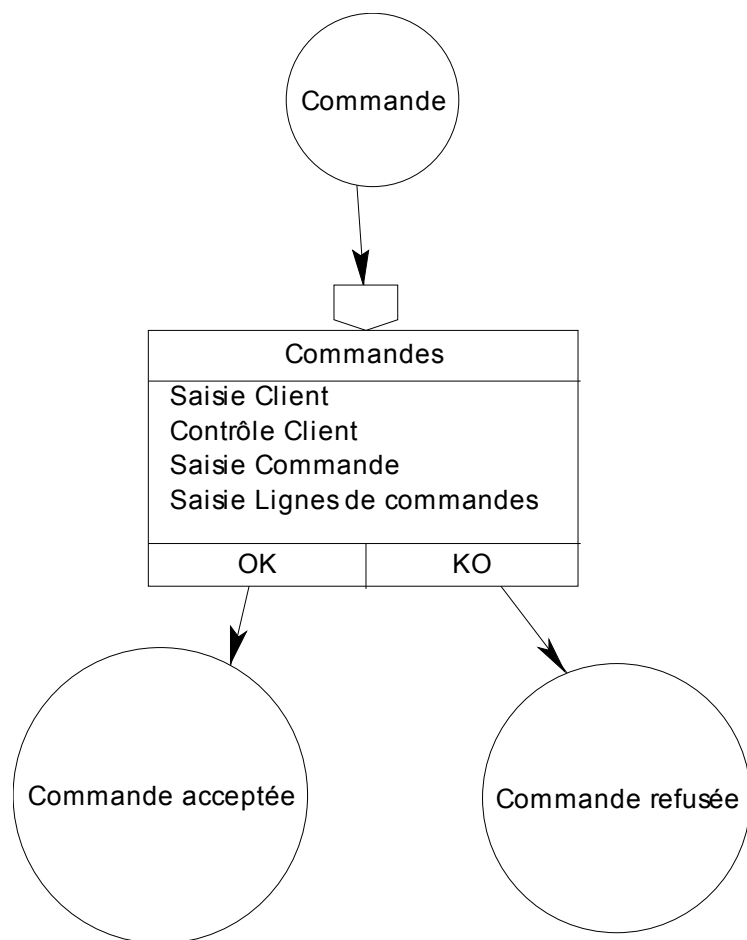 Commande
Commandes
Saisie Client
Contrôle Client
Saisie Commande
Saisie Lignes de commandes
OK
KO
Commande acceptée
Commande refusée